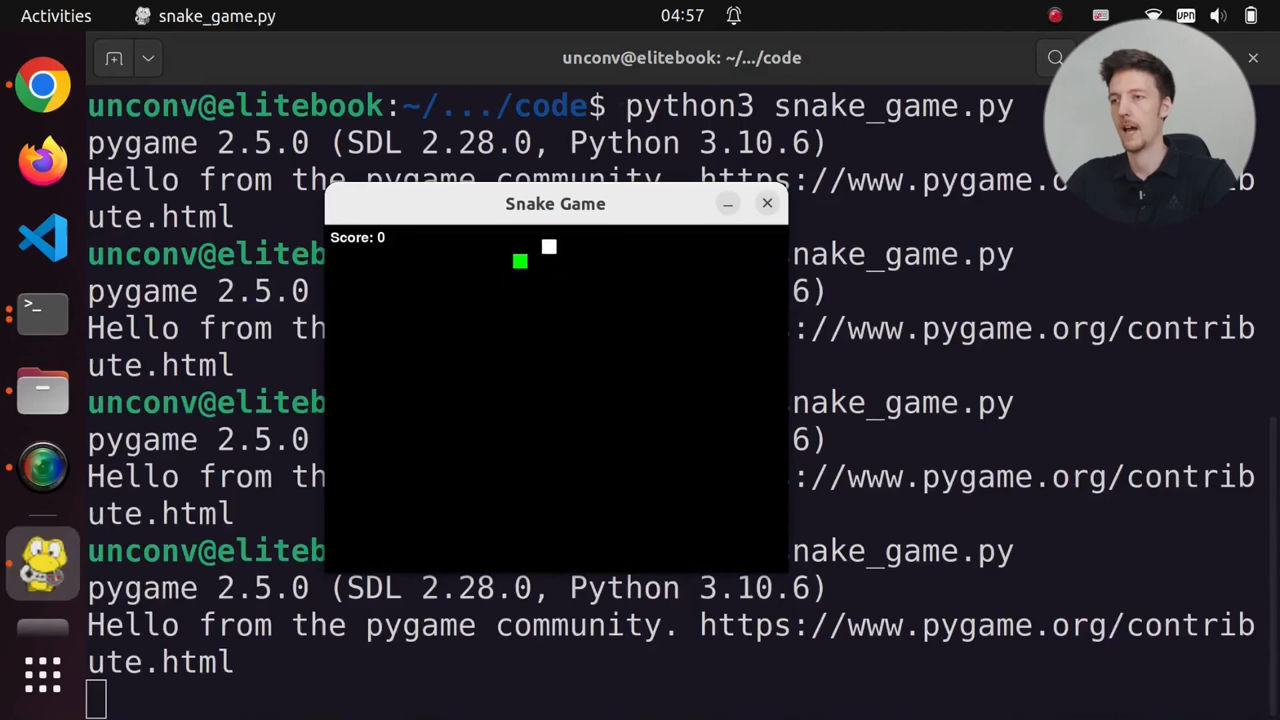 Activities snake_game.py 04:57 VPN
unconv@elitebook: ~/.../code
unconv@elitebook:~/.../code$ python3 snake_game.py
pygame 2.5.0 (SDL 2.28.0, Python 3.10.6)
Hello from the pygame community. https://www.pygame.org/contrib
ute.html
Snake Game
Score: 0
unconv@eliteb nake_game.py
pygame 2.5.0 6)
Hello from th ://www.pygame.org/contrib
ute.html
unconv@eliteb nake_game.py
pygame 2.5.0 6)
Hello from th ://www.pygame.org/contrib
ute.html
unconv@eliteb nake_game.py
pygame 2.5.0 (SDL 2.28.0, Python 3.10.6)
Hello from the pygame community. https://www.pygame.org/contrib
ute.html